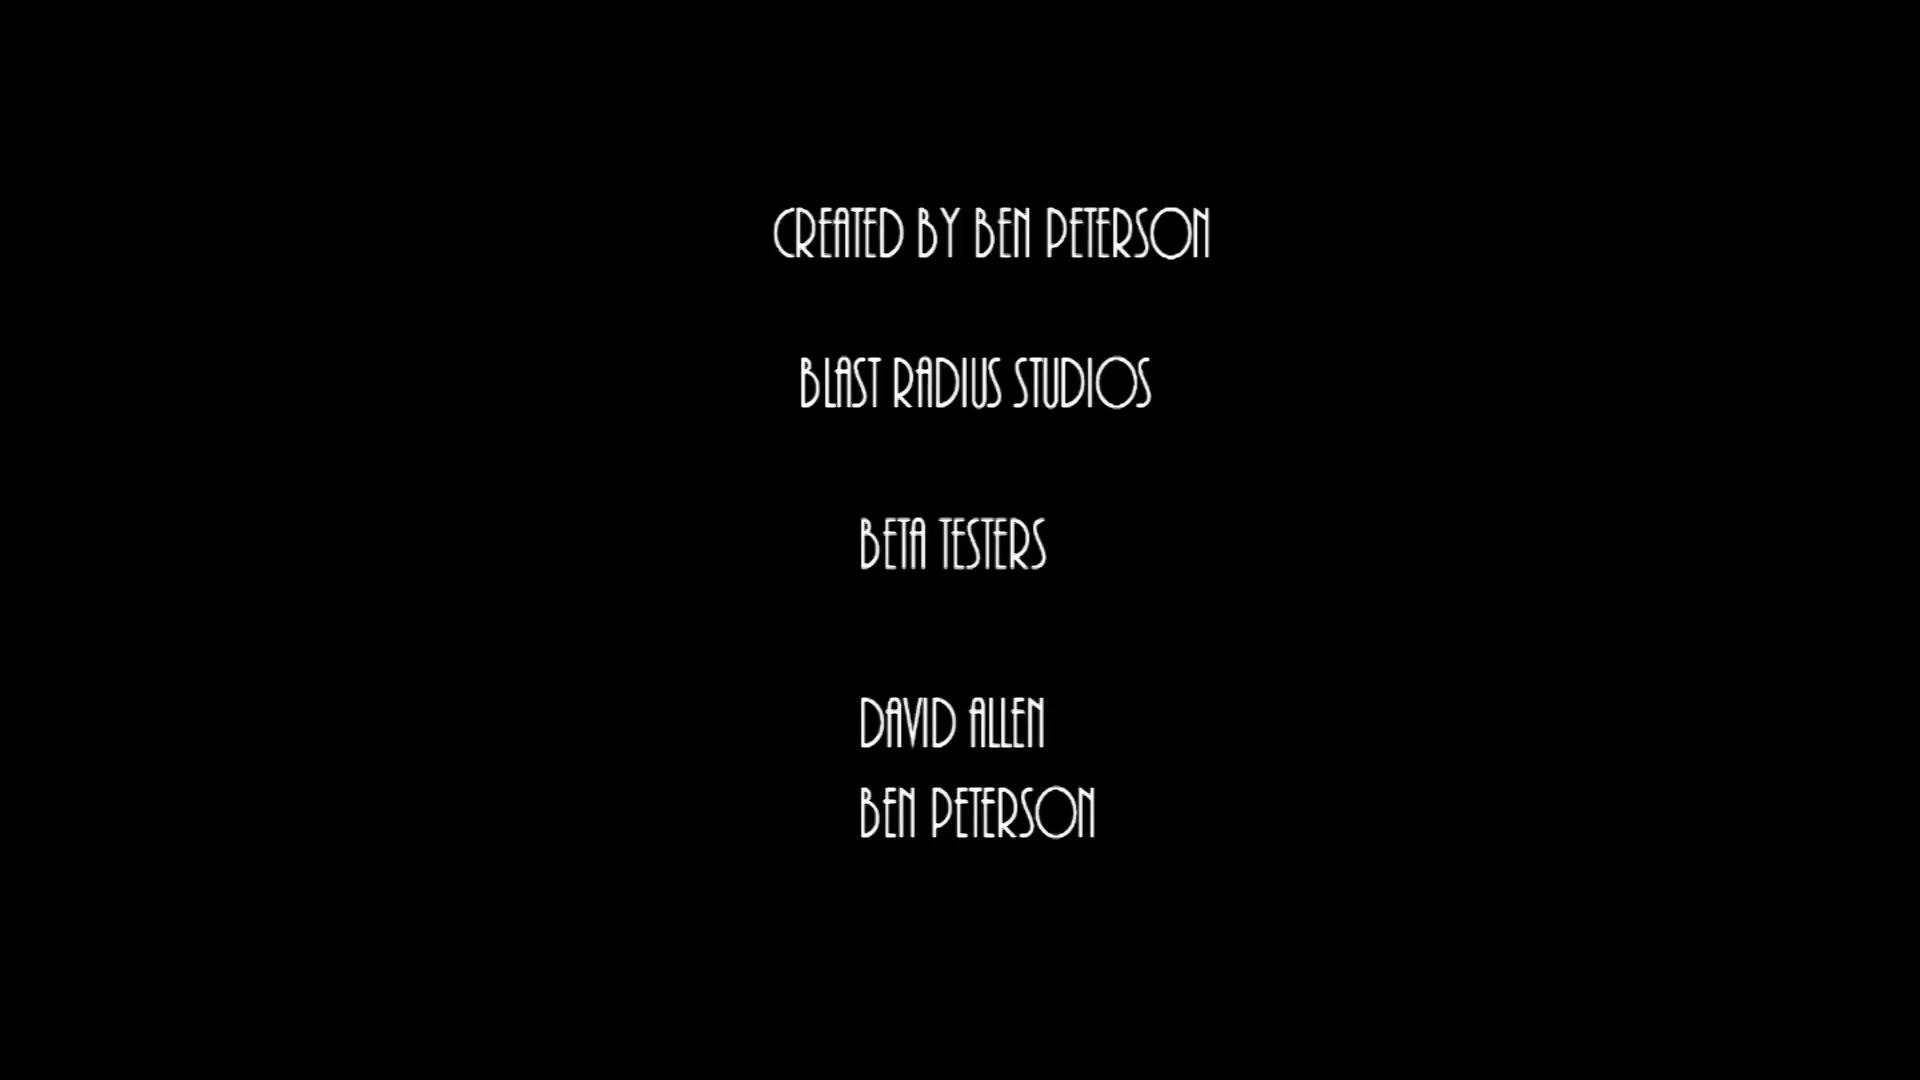 CREATED BY BEN PETERSON
BLAST RADIUS STUDIOS
BETA TESTERS
DAVID ALLEN
BEN PETERSON